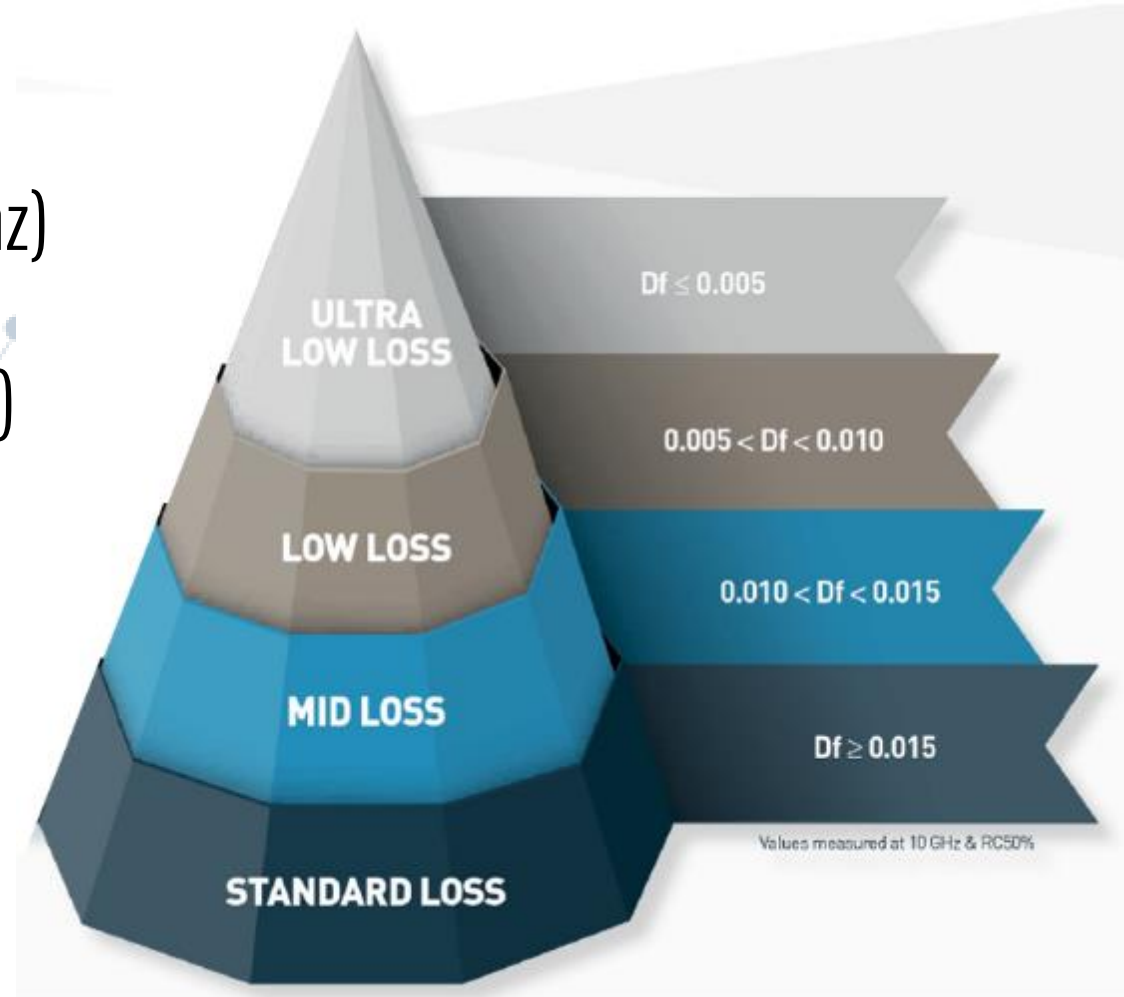 az)
)
ULTRA
LOW LOSS
Df ≤ 0.005
0.005 < Df < 0.010
LOW LOSS
0.010 < Df < 0.015
MID LOSS
Df ≥ 0.015
Values measured at 10 GHz & RC50%
STANDARD LOSS